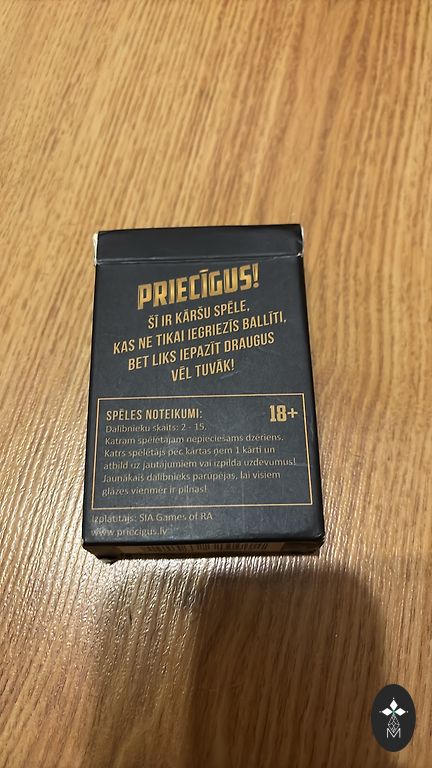 PRIECĪGUS!
ŠĪ IR KĀRŠU SPĒLE,
KAS NE TIKAI IEGRIEZĪS BALLĪTI,
BET LIKS IEPAZĪT DRAUGUS
VĒL TUVĀK!
SPĒLES NOTEIKUMI: 18+
Dalībnieku skaits: 2 - 15.
Katram spēlētājam nepieciešams dzēriens.
Katrs spēlētājs pēc kārtas ņem 1 kārti un
atbild uz jautājumiem vai izpilda uzdevumus!
Jaunākais dalībnieks parūpējas, lai visiem
glāzes vienmēr ir pilnas!
Izplatītājs: SIA Games of RA
www.priecigus.lv
M